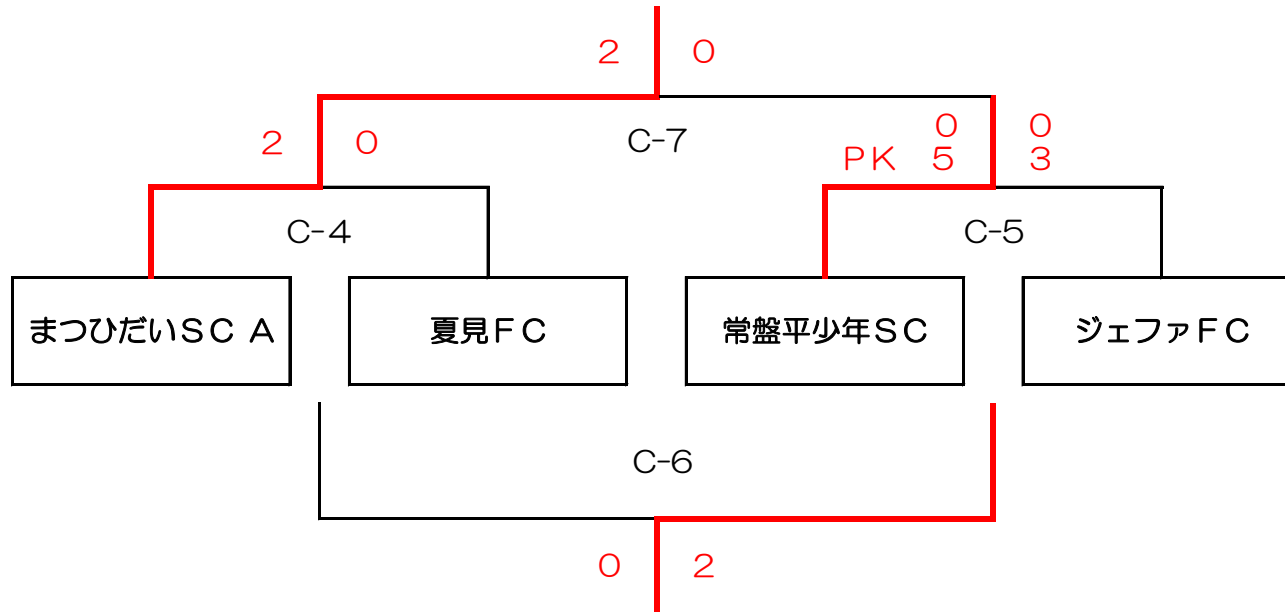 ２ ０
２ ０
C-7
０ ０
PK ５ ３
C-4
C-5
まつひだいＳＣ Ａ
夏見ＦＣ
常盤平少年ＳＣ
ジェファＦＣ
C-6
０ ２